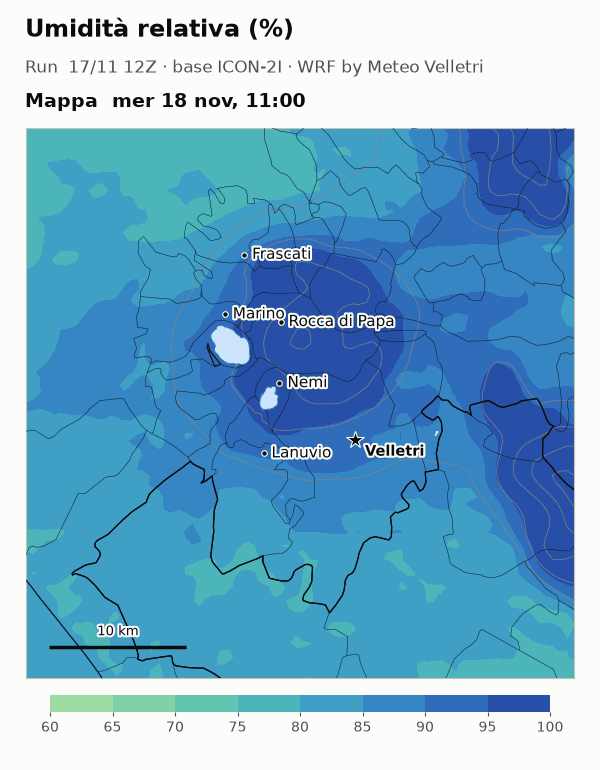 Umidità relativa (%)
Run  17/11 12Z · base ICON-2I · WRF by Meteo Velletri
Mappa  mer 18 nov, 11:00
Frascati
Marino
Rocca di Papa
Nemi
Velletri
Lanuvio
10 km
60 65 70 75 80 85 90 95 100